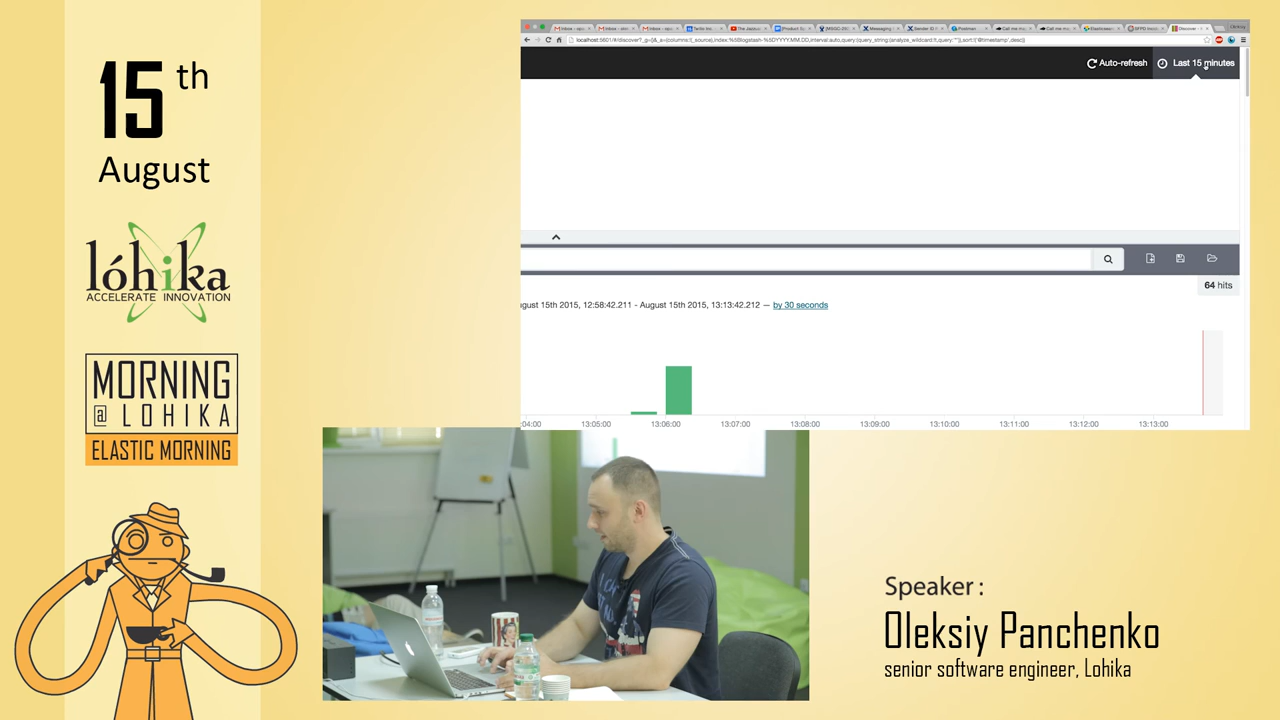 15th
August
lóhika
ACCELERATE INNOVATION
MORNING
@ LOHIKA
ELASTIC MORNING
Auto-refresh
Last 15 minutes
64 hits
ugust 15th 2015, 12:58:42.211 - August 15th 2015, 13:13:42.212 — by 30 seconds
:04:00 13:05:00 13:06:00 13:07:00 13:08:00 13:09:00 13:10:00 13:11:00 13:12:00 13:13:00
Speaker :
Oleksiy Panchenko
senior software engineer, Lohika